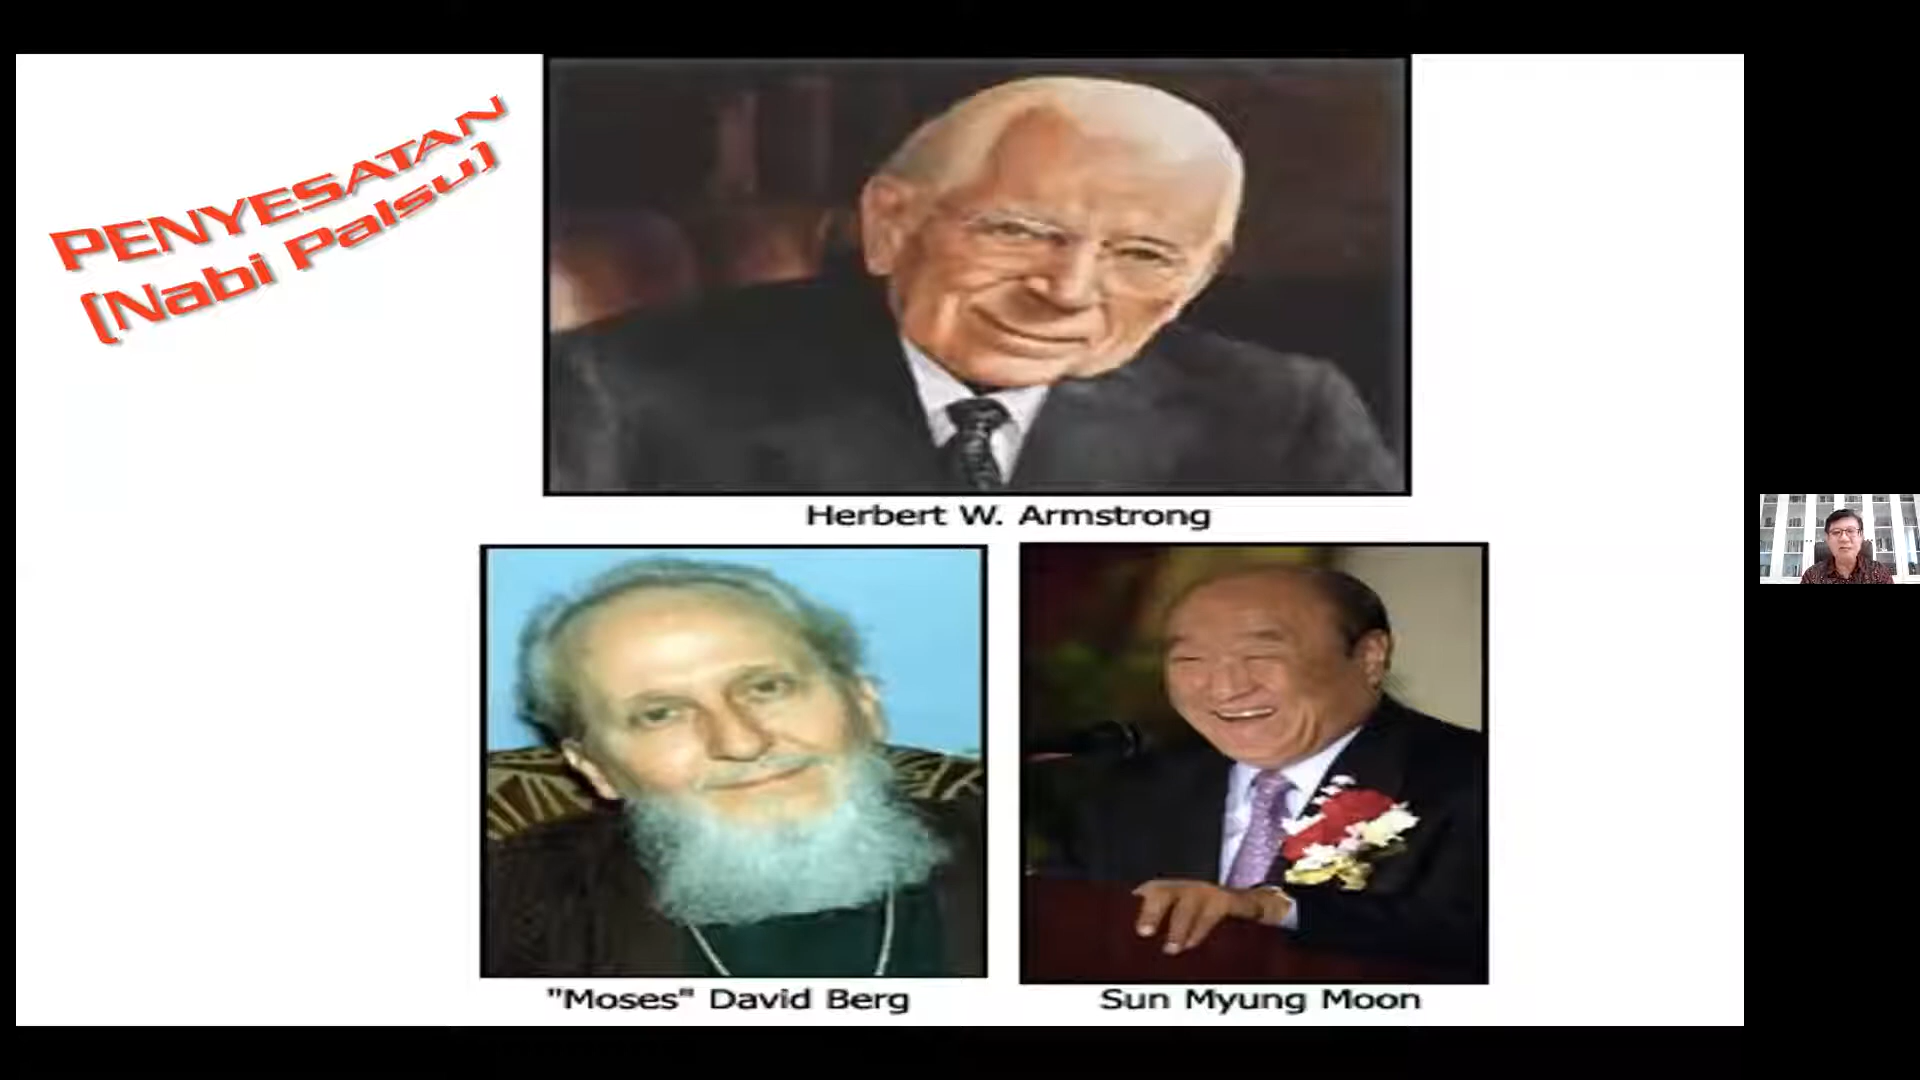 PENYESATAN
(Nabi Palsu)
Herbert W. Armstrong
"Moses" David Berg
Sun Myung Moon